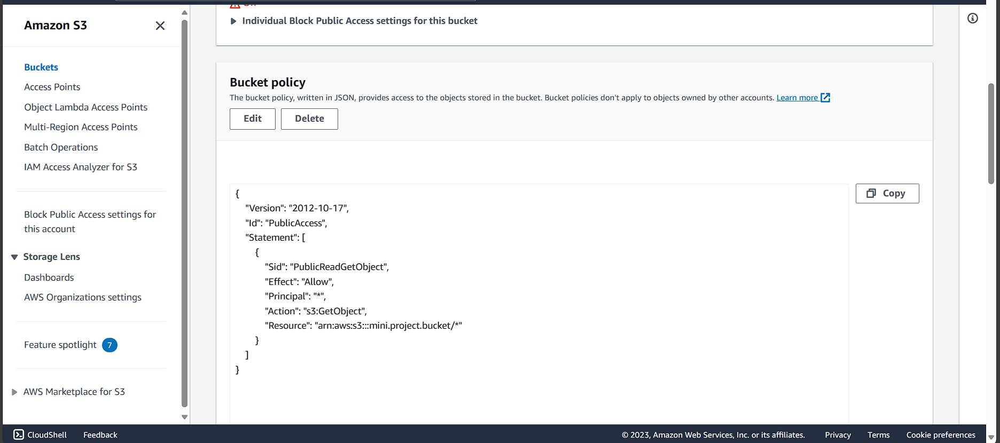 Amazon S3
Buckets
Access Points
Object Lambda Access Points
Multi-Region Access Points
Batch Operations
IAM Access Analyzer for S3
Block Public Access settings for
this account
Storage Lens
Dashboards
AWS Organizations settings
Feature spotlight 7
AWS Marketplace for S3
Individual Block Public Access settings for this bucket
Bucket policy
The bucket policy, written in JSON, provides access to the objects stored in the bucket. Bucket policies don't apply to objects owned by other accounts. Learn more
Edit Delete
Copy
{
"Version": "2012-10-17",
"Id": "PublicAccess",
"Statement": [
{
"Sid": "PublicReadGetObject",
"Effect": "Allow",
"Principal": "*",
"Action": "s3:GetObject",
"Resource": "arn:aws:s3:::mini.project.bucket/*"
}
]
}
CloudShell Feedback © 2023, Amazon Web Services, Inc. or its affiliates. Privacy Terms Cookie preferences